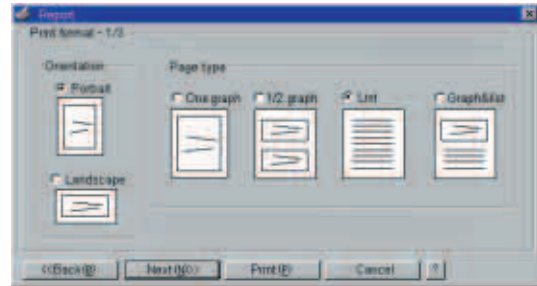 Report
Print format - 1/3
Orientation
Portrait
Landscape
Page type
One graph
1/2 graph
List
Graph&list
<<Back(B)
Next(N)>>
Print(P)
Cancel
?